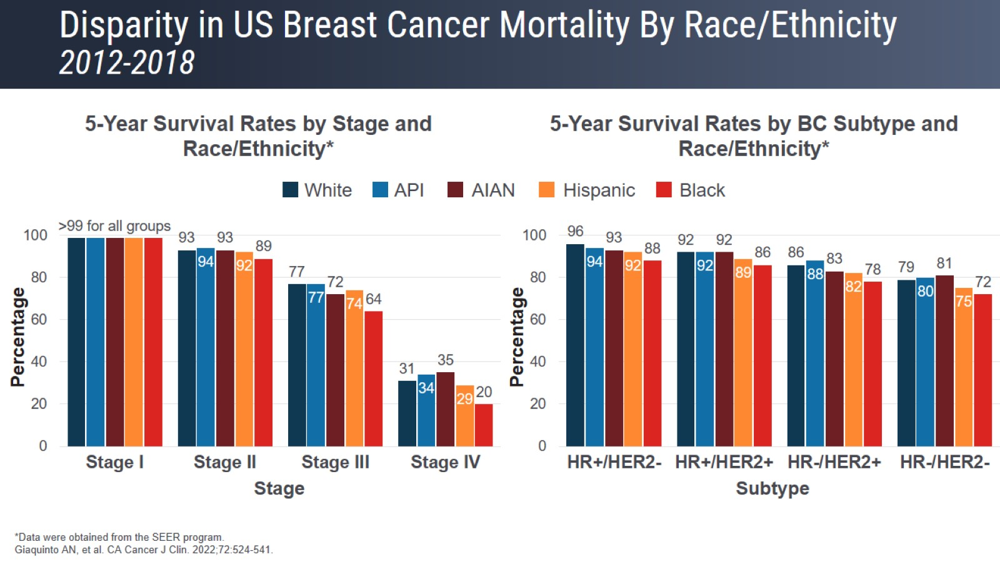 Disparity in US Breast Cancer Mortality By Race/Ethnicity
2012-2018
5-Year Survival Rates by Stage and
Race/Ethnicity*
5-Year Survival Rates by BC Subtype and
Race/Ethnicity*
White API AIAN Hispanic Black
Percentage
100
80
60
40
20
0
>99 for all groups
93 94 93 92 89
77 77 72 74 64
31 34 35 29 20
Stage I Stage II Stage III Stage IV
Stage
Percentage
100
80
60
40
20
0
96 94 93 92 88
92 92 92 89 86
86 88 83 82 78
79 80 81 75 72
HR+/HER2- HR+/HER2+ HR-/HER2+ HR-/HER2-
Subtype
*Data were obtained from the SEER program.
Giaquinto AN, et al. CA Cancer J Clin. 2022;72:524-541.